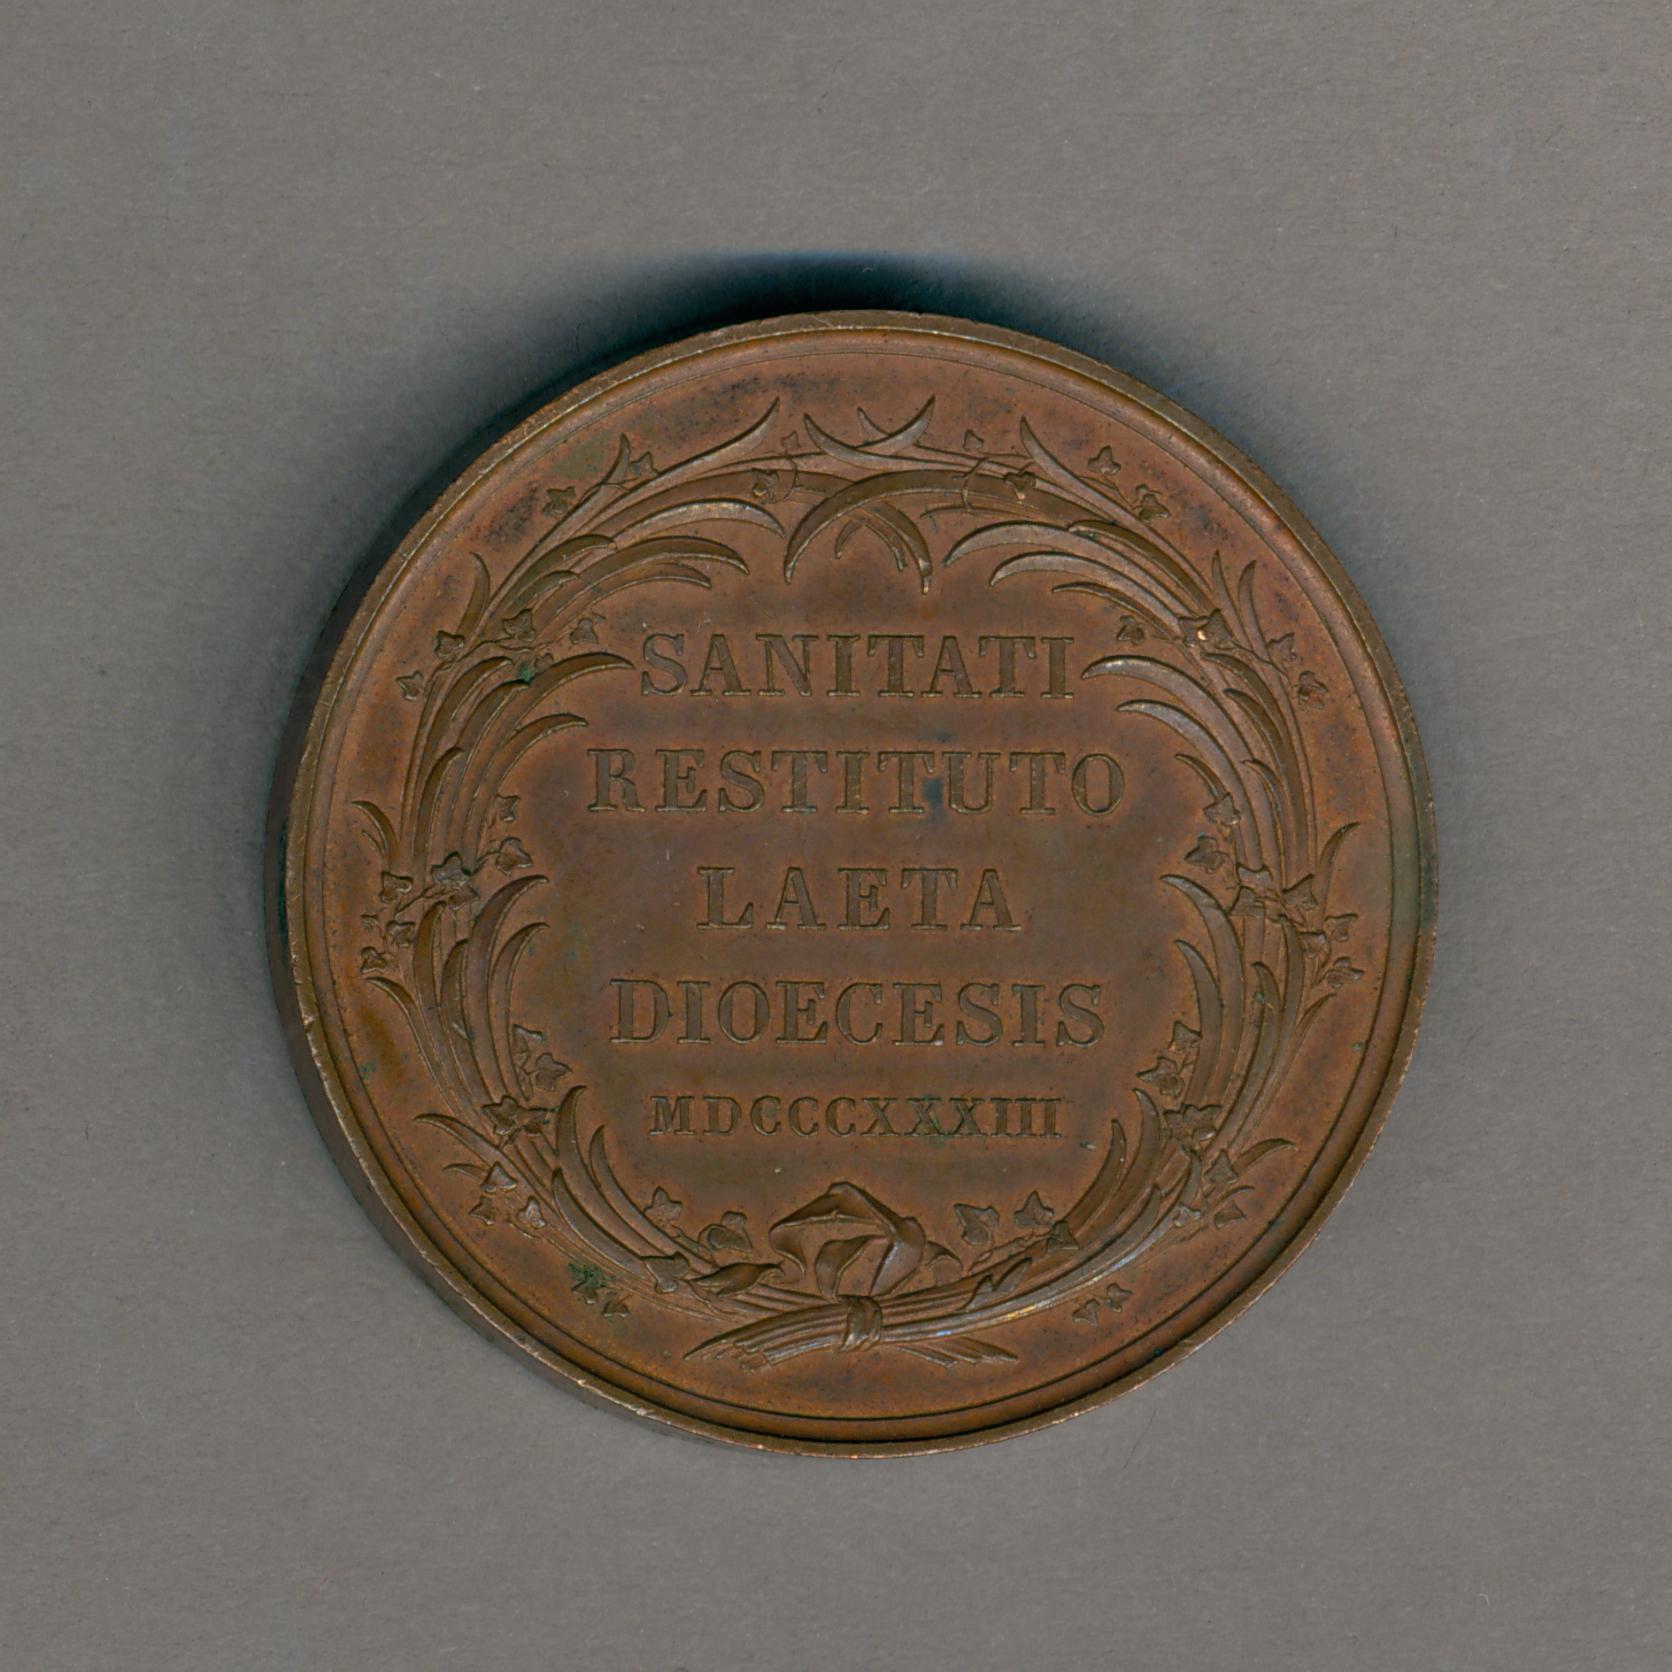 SANITATI
RESTITUTO
LAETA
DIOECESIS
MDCCCXXXIII